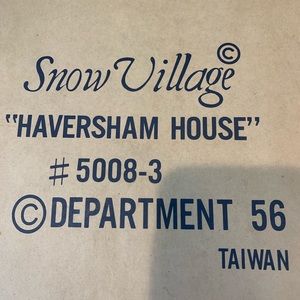 Snow Village ©
"HAVERSHAM HOUSE"
# 5008-3
© DEPARTMENT 56
TAIWAN